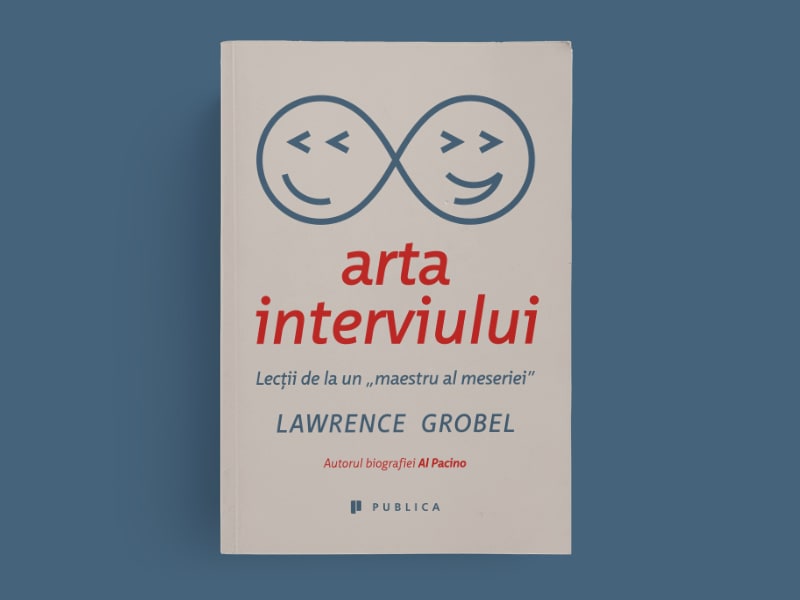 arta
interviului
Lecții de la un „maestru al meseriei”
LAWRENCE GROBEL
Autorul biografiei Al Pacino
PUBLICA